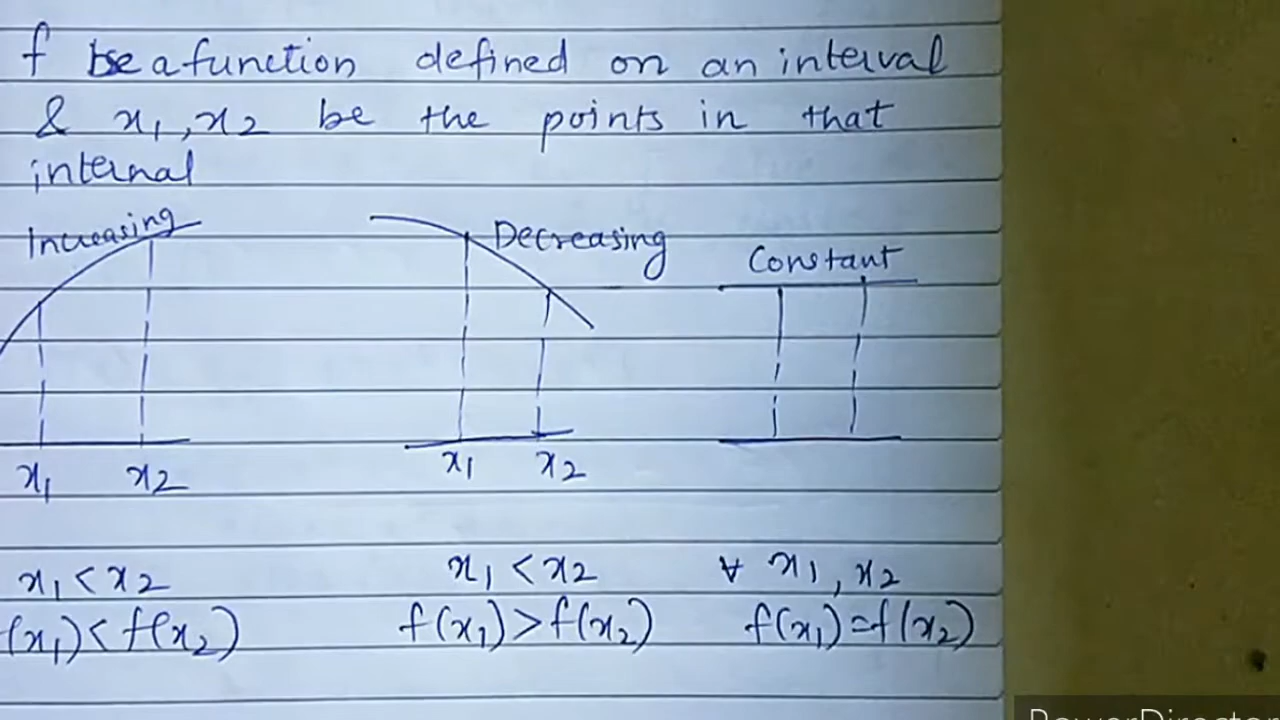 f be a function defined on an interval
& x1, x2 be the points in that
internal
Increasing
Decreasing
Constant
x1 x2
x1 x2
x1 < x2
x1 < x2
∀ x1, x2
(x1) < f(x2)
f(x1) > f(x2)
f(x1) = f(x2)
PowerDirector